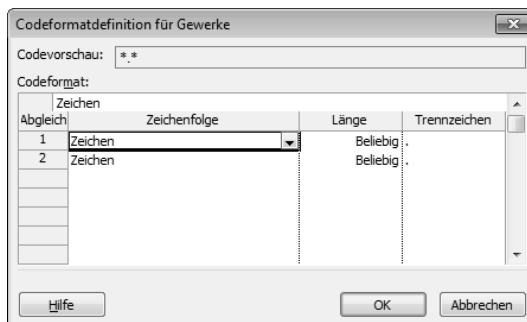 Codeformatdefinition für Gewerke
Codevorschau: *.*
Codeformat:
Zeichen
Abgleich Zeichenfolge Länge Trennzeichen
1 Zeichen Beliebig .
2 Zeichen Beliebig .
Hilfe OK Abbrechen